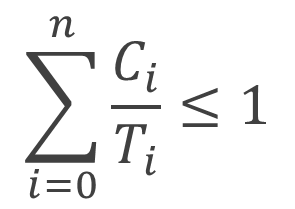 n
∑ Cᵢ/Tᵢ ≤ 1
i=0